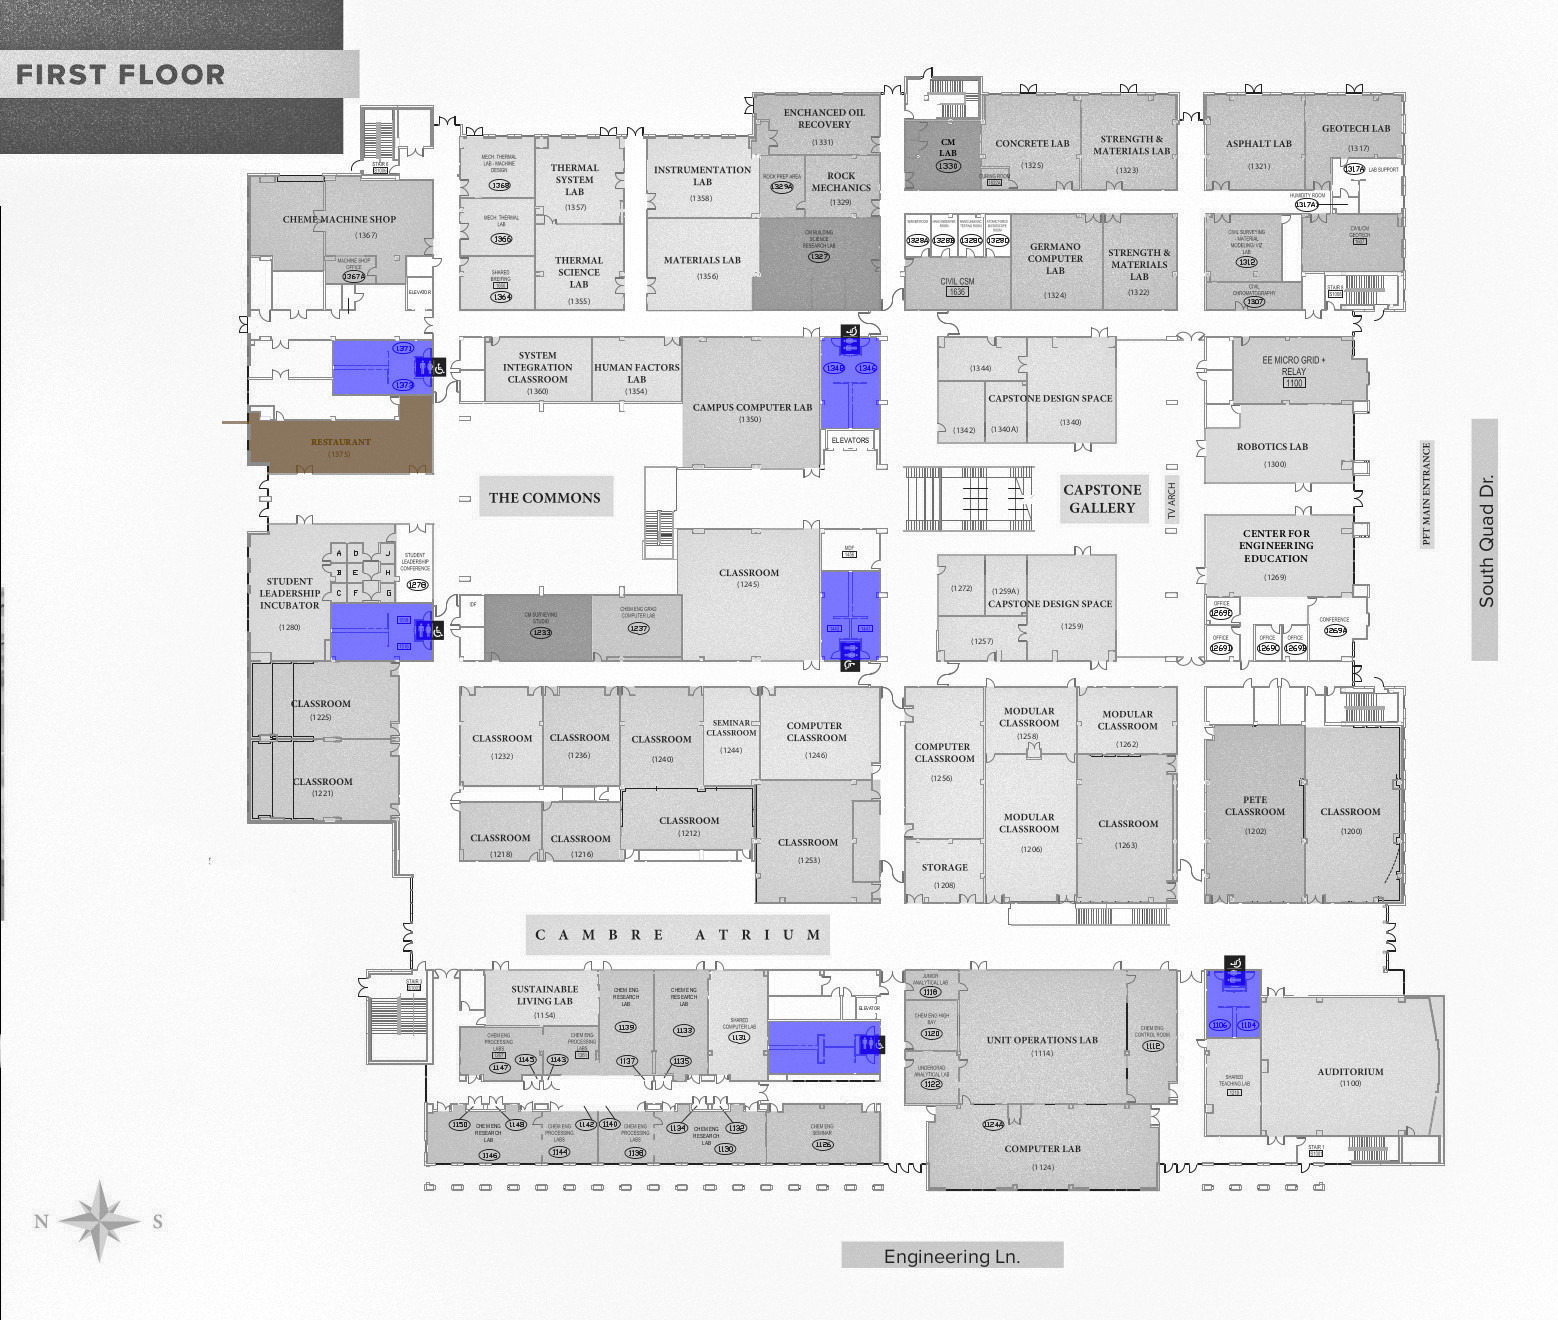 FIRST FLOOR
ENCHANCED OIL
RECOVERY
(1331)
CM
LAB
1330
CONCRETE LAB
(1325)
STRENGTH &
MATERIALS LAB
(1323)
ASPHALT LAB
(1321)
GEOTECH LAB
(1317)
1317A
LAB SUPPORT
HUMIDITY ROOM
1317A
MECH. THERMAL
LAB - MACHINE
DESIGN
1368
THERMAL
SYSTEM
LAB
(1357)
INSTRUMENTATION
LAB
(1358)
ROCK PREP AREA
1329A
ROCK
MECHANICS
(1329)
CHEME MACHINE SHOP
(1367)
MACHINE SHOP
OFFICE
1367A
ELEVATOR
MECH. THERMAL
LAB
1366
SHARED
BREIFING
1364
THERMAL
SCIENCE
LAB
(1355)
MATERIALS LAB
(1356)
CM BUILDING
SCIENCE
RESEARCH LAB
1327
1328A
1328B
1328C
1328D
CIVIL CSM
1636
GERMANO
COMPUTER
LAB
(1324)
STRENGTH &
MATERIALS
LAB
(1322)
CIVIL SURVEYING
- MATERIAL
MODELING/ VIZ
LAB
1312
CIVIL
CHROMATOGRAPHY
1307
CIVIL/CM
GEOTECH
1371
1373
SYSTEM
INTEGRATION
CLASSROOM
(1360)
HUMAN FACTORS
LAB
(1354)
CAMPUS COMPUTER LAB
(1350)
1348
1346
ELEVATORS
(1344)
CAPSTONE DESIGN SPACE
(1342)
(1340A)
(1340)
EE MICRO GRID +
RELAY
1100
ROBOTICS LAB
(1300)
RESTAURANT
(1375)
THE COMMONS
CAPSTONE
GALLERY
TV ARCH
PFT MAIN ENTRANCE
South Quad Dr.
STUDENT
LEADERSHIP
INCUBATOR
(1280)
A
D
J
B
E
H
C
F
G
STUDENT
LEADERSHIP
CONFERENCE
1278
IDF
CM SURVEYING
STUDIO
1233
CHEM ENG GRAD
COMPUTER LAB
1237
CLASSROOM
(1245)
MDF
(1272)
(1259A)
CAPSTONE DESIGN SPACE
(1257)
(1259)
CENTER FOR
ENGINEERING
EDUCATION
(1269)
OFFICE
1269E
OFFICE
1269D
OFFICE
1269C
OFFICE
1269B
CONFERENCE
1269A
CLASSROOM
(1225)
CLASSROOM
(1221)
CLASSROOM
(1232)
CLASSROOM
(1236)
CLASSROOM
(1240)
SEMINAR
CLASSROOM
(1244)
COMPUTER
CLASSROOM
(1246)
COMPUTER
CLASSROOM
(1256)
MODULAR
CLASSROOM
(1258)
MODULAR
CLASSROOM
(1262)
CLASSROOM
(1218)
CLASSROOM
(1216)
CLASSROOM
(1212)
CLASSROOM
(1253)
STORAGE
(1208)
MODULAR
CLASSROOM
(1206)
CLASSROOM
(1263)
PETE
CLASSROOM
(1202)
CLASSROOM
(1200)
CAMBRE ATRIUM
SUSTAINABLE
LIVING LAB
(1154)
CHEM ENG
PROCESSING
LABS
1147
1145
1143
CHEM ENG
PROCESSING
LABS
CHEM ENG
RESEARCH
LAB
1139
1137
CHEM ENG
RESEARCH
LAB
1133
1135
SHARED
COMPUTER LAB
1131
ELEVATOR
JUNIOR
ANALYTICAL LAB
1118
CHEM ENG HIGH
BAY
1120
UNDERGRAD
ANALYTICAL LAB
1122
UNIT OPERATIONS LAB
(1114)
CHEM ENG
CONTROL ROOM
1112
1106
1104
SHARED
TEACHING LAB
AUDITORIUM
(1100)
STAIR 1
1150
1148
CHEM ENG
RESEARCH
LAB
1146
CHEM ENG
PROCESSING
LABS
1144
1142
1140
CHEM ENG
PROCESSING
LABS
1138
1134
1132
CHEM ENG
RESEARCH
LAB
1130
CHEM ENG
SEMINAR
1126
1124A
COMPUTER LAB
(1124)
N
S
Engineering Ln.